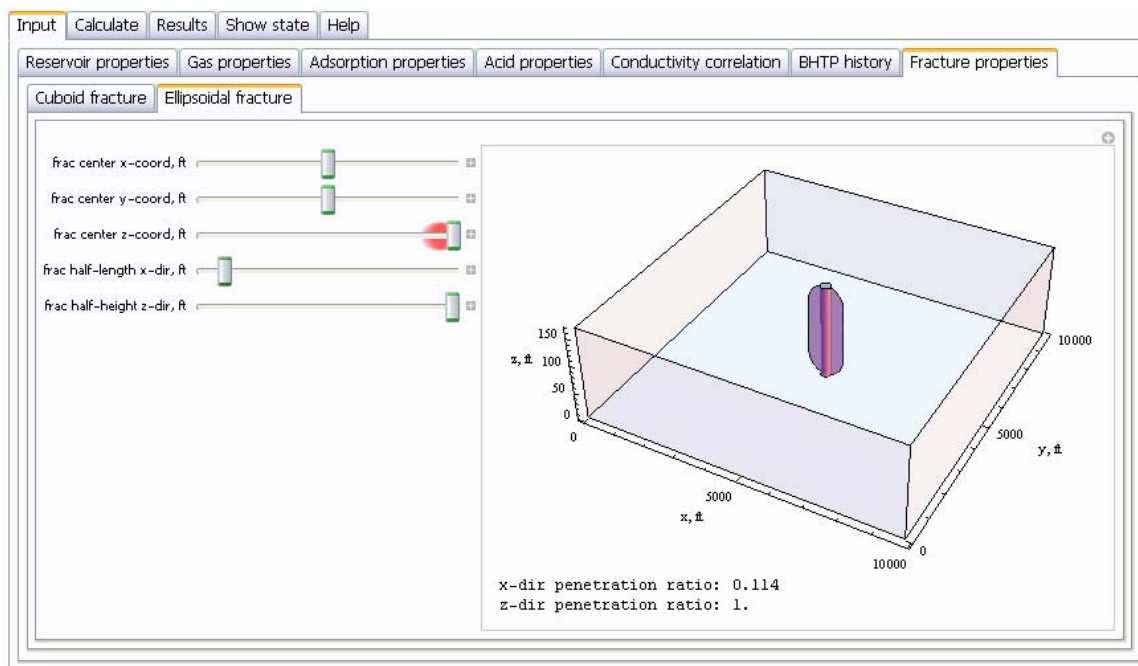 Input Calculate Results Show state Help
Reservoir properties Gas properties Adsorption properties Acid properties Conductivity correlation BHTP history Fracture properties
Cuboid fracture Ellipsoidal fracture
frac center x-coord, ft
frac center y-coord, ft
frac center z-coord, ft
frac half-length x-dir, ft
frac half-height z-dir, ft
150
z, ft 100
50
0
0
5000
x, ft
10000
0
5000
y, ft
10000
x-dir penetration ratio: 0.114
z-dir penetration ratio: 1.